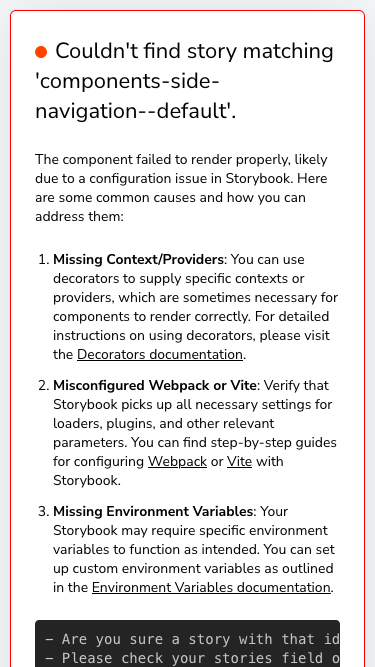 Couldn't find story matching
'components-side-
navigation--default'.
The component failed to render properly, likely
due to a configuration issue in Storybook. Here
are some common causes and how you can
address them:
1. Missing Context/Providers: You can use
decorators to supply specific contexts or
providers, which are sometimes necessary for
components to render correctly. For detailed
instructions on using decorators, please visit
the Decorators documentation.
2. Misconfigured Webpack or Vite: Verify that
Storybook picks up all necessary settings for
loaders, plugins, and other relevant
parameters. You can find step-by-step guides
for configuring Webpack or Vite with
Storybook.
3. Missing Environment Variables: Your
Storybook may require specific environment
variables to function as intended. You can set
up custom environment variables as outlined
in the Environment Variables documentation.
– Are you sure a story with that id
– Please check your stories field o